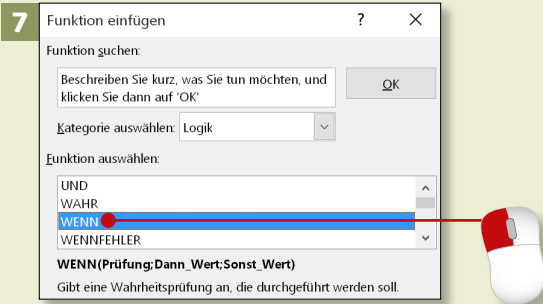 7
Funktion einfügen ? ×
Funktion suchen:
Beschreiben Sie kurz, was Sie tun möchten, und
klicken Sie dann auf 'OK'
OK
Kategorie auswählen: Logik
Funktion auswählen:
UND
WAHR
WENN
WENNFEHLER
WENN(Prüfung;Dann_Wert;Sonst_Wert)
Gibt eine Wahrheitsprüfung an, die durchgeführt werden soll.